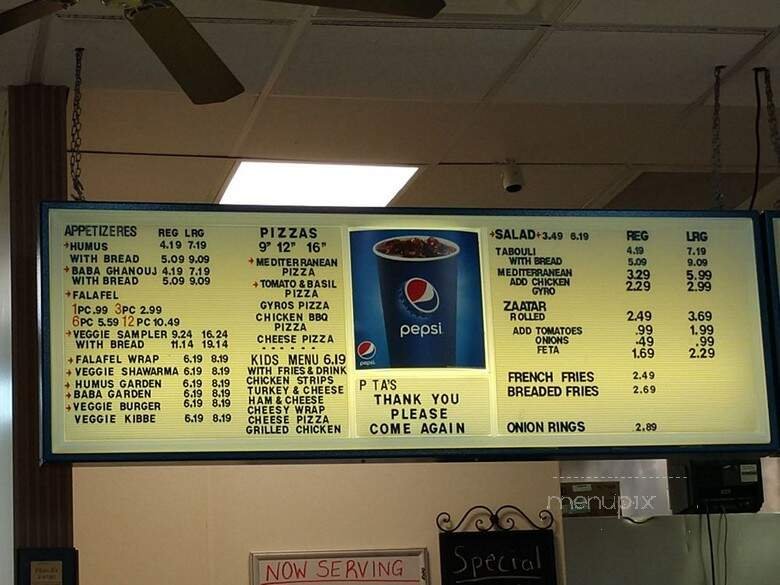 APPETIZERES REG LRG
+HUMUS 4.19 7.19
WITH BREAD 5.09 9.09
+BABA GHANOUJ 4.19 7.19
WITH BREAD 5.09 9.09
+FALAFEL
1PC .99 3PC 2.99
6PC 5.59 12 PC 10.49
+VEGGIE SAMPLER 9.24 16.24
WITH BREAD 11.14 19.14
+FALAFEL WRAP 6.19 8.19
+VEGGIE SHAWARMA 6.19 8.19
+HUMUS GARDEN 6.19 8.19
+BABA GARDEN 6.19 8.19
+VEGGIE BURGER 6.19 8.19
VEGGIE KIBBE 6.19 8.19
PIZZAS
9" 12" 16"
+MEDITERRANEAN
PIZZA
+TOMATO & BASIL
PIZZA
GYROS PIZZA
CHICKEN BBQ
PIZZA
CHEESE PIZZA
- - - - - -
KIDS MENU 6.19
WITH FRIES & DRINK
CHICKEN STRIPS
TURKEY & CHEESE
HAM & CHEESE
CHEESY WRAP
CHEESE PIZZA
GRILLED CHICKEN
pepsi
pepsi
P TA'S
THANK YOU
PLEASE
COME AGAIN
+SALAD+3.49 6.19 REG LRG
TABOULI 4.19 7.19
WITH BREAD 5.09 9.09
MEDITERRANEAN 3.29 5.99
ADD CHICKEN 2.29 2.99
GYRO
ZAATAR
ROLLED 2.49 3.69
ADD TOMATOES .99 1.99
ONIONS .49 .99
FETA 1.69 2.29
FRENCH FRIES 2.49
BREADED FRIES 2.69
ONION RINGS 2.89
menupix
NOW SERVING
Special